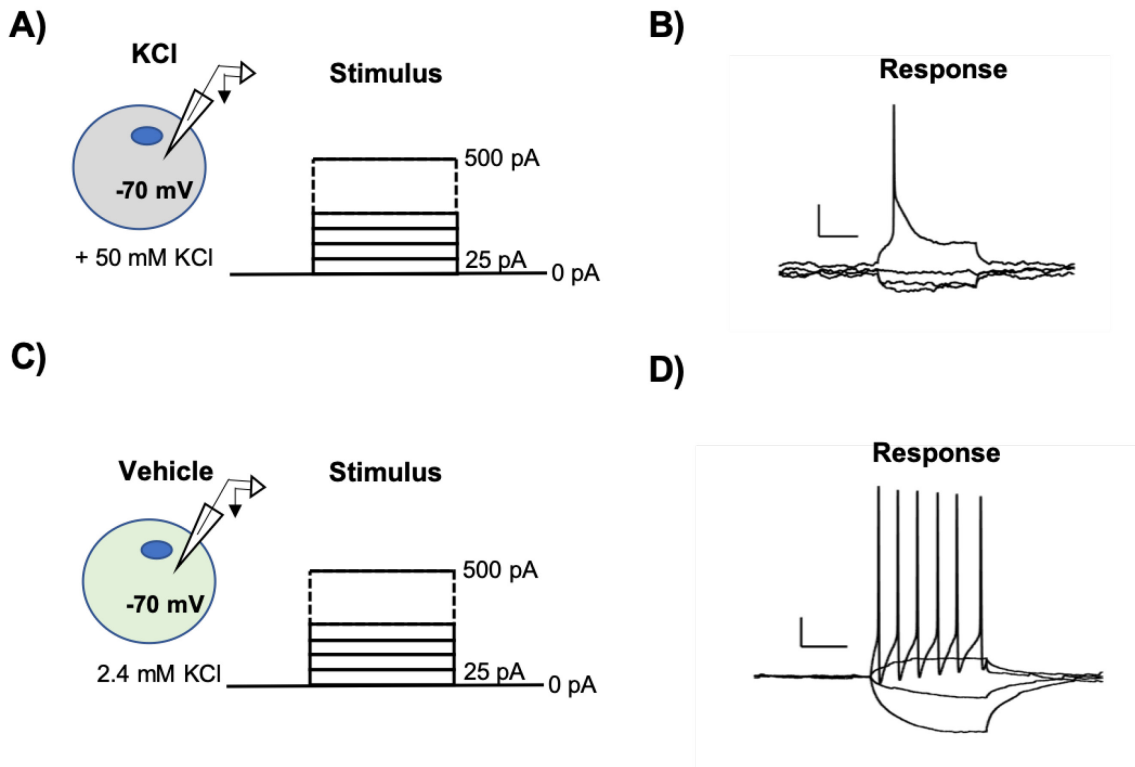 A)
KCl
Stimulus
500 pA
-70 mV
+ 50 mM KCl
25 pA
0 pA
B)
Response
C)
Vehicle
Stimulus
500 pA
-70 mV
2.4 mM KCl
25 pA
0 pA
D)
Response